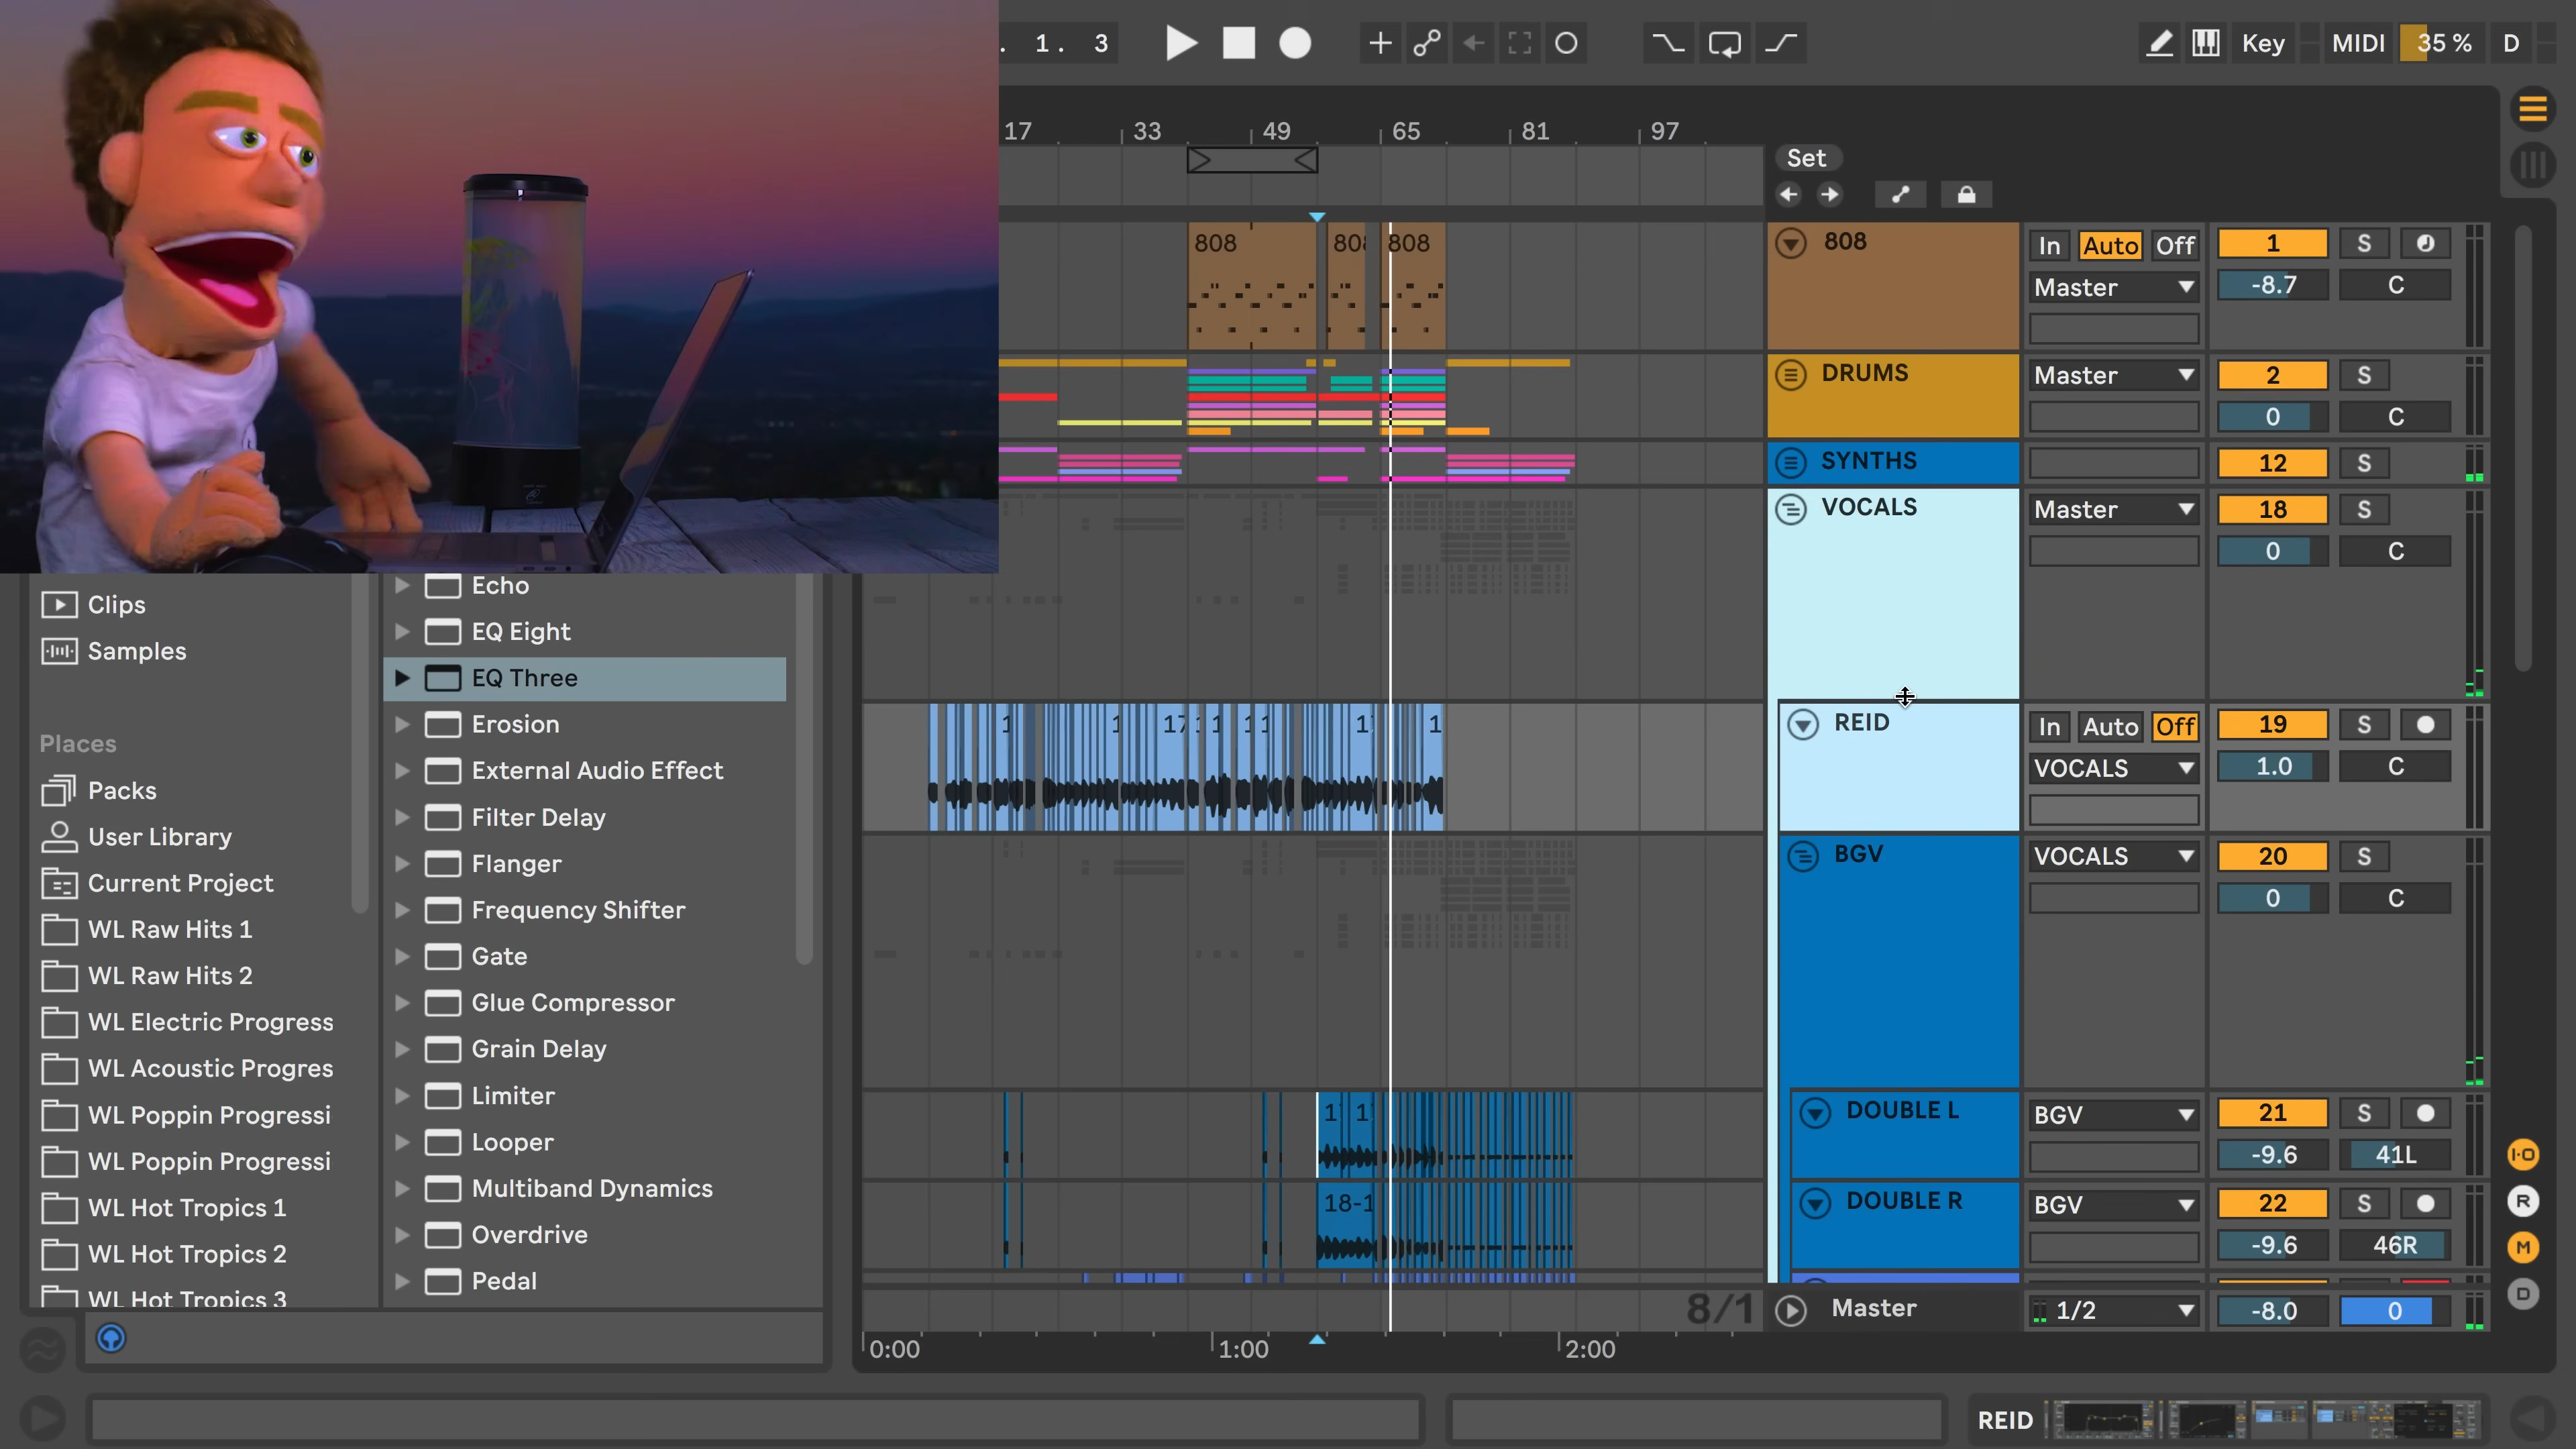 . 1. 3
Key
MIDI
35 %
D
17
33
49
65
81
97
Set
808
808
808
In Auto Off
1
S
Master
-8.7
C
DRUMS
Master
2
S
0
C
SYNTHS
12
S
VOCALS
Master
18
S
0
C
REID
In Auto Off
19
S
VOCALS
1.0
C
BGV
VOCALS
20
S
0
C
DOUBLE L
BGV
21
S
-9.6
41L
18-1
DOUBLE R
BGV
22
S
-9.6
46R
8/1
Master
1/2
-8.0
0
0:00
1:00
2:00
I·O
R
M
D
Clips
Samples
Places
Packs
User Library
Current Project
WL Raw Hits 1
WL Raw Hits 2
WL Electric Progress
WL Acoustic Progres
WL Poppin Progressi
WL Poppin Progressi
WL Hot Tropics 1
WL Hot Tropics 2
WL Hot Tropics 3
Echo
EQ Eight
EQ Three
Erosion
External Audio Effect
Filter Delay
Flanger
Frequency Shifter
Gate
Glue Compressor
Grain Delay
Limiter
Looper
Multiband Dynamics
Overdrive
Pedal
REID